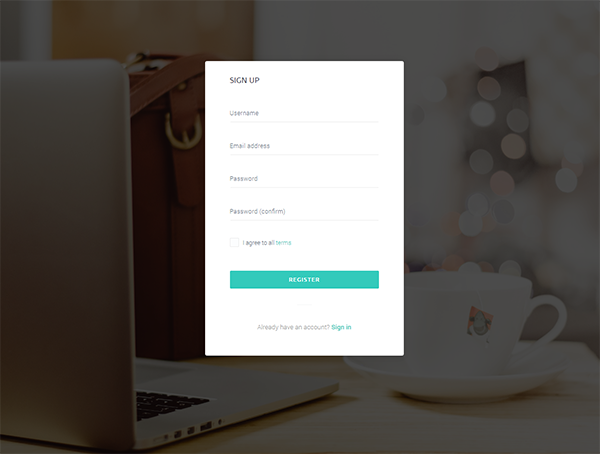 SIGN UP
Username
Email address
Password
Password (confirm)
I agree to all terms
REGISTER
Already have an account? Sign in